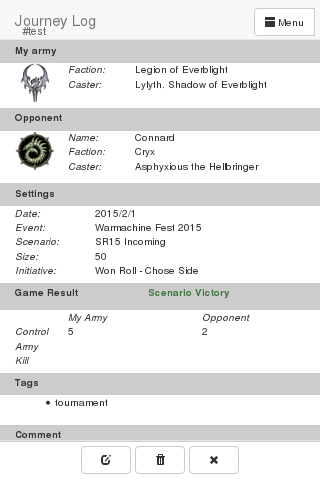 Journey Log
#test
Menu
My army
Faction: Legion of Everblight
Caster: Lylyth, Shadow of Everblight
Opponent
Name: Connard
Faction: Cryx
Caster: Asphyxious the Hellbringer
Settings
Date: 2015/2/1
Event: Warmachine Fest 2015
Scenario: SR15 Incoming
Size: 50
Initiative: Won Roll - Chose Side
Game Result Scenario Victory
My Army Opponent
Control 5 2
Army
Kill
Tags
• tournament
Comment